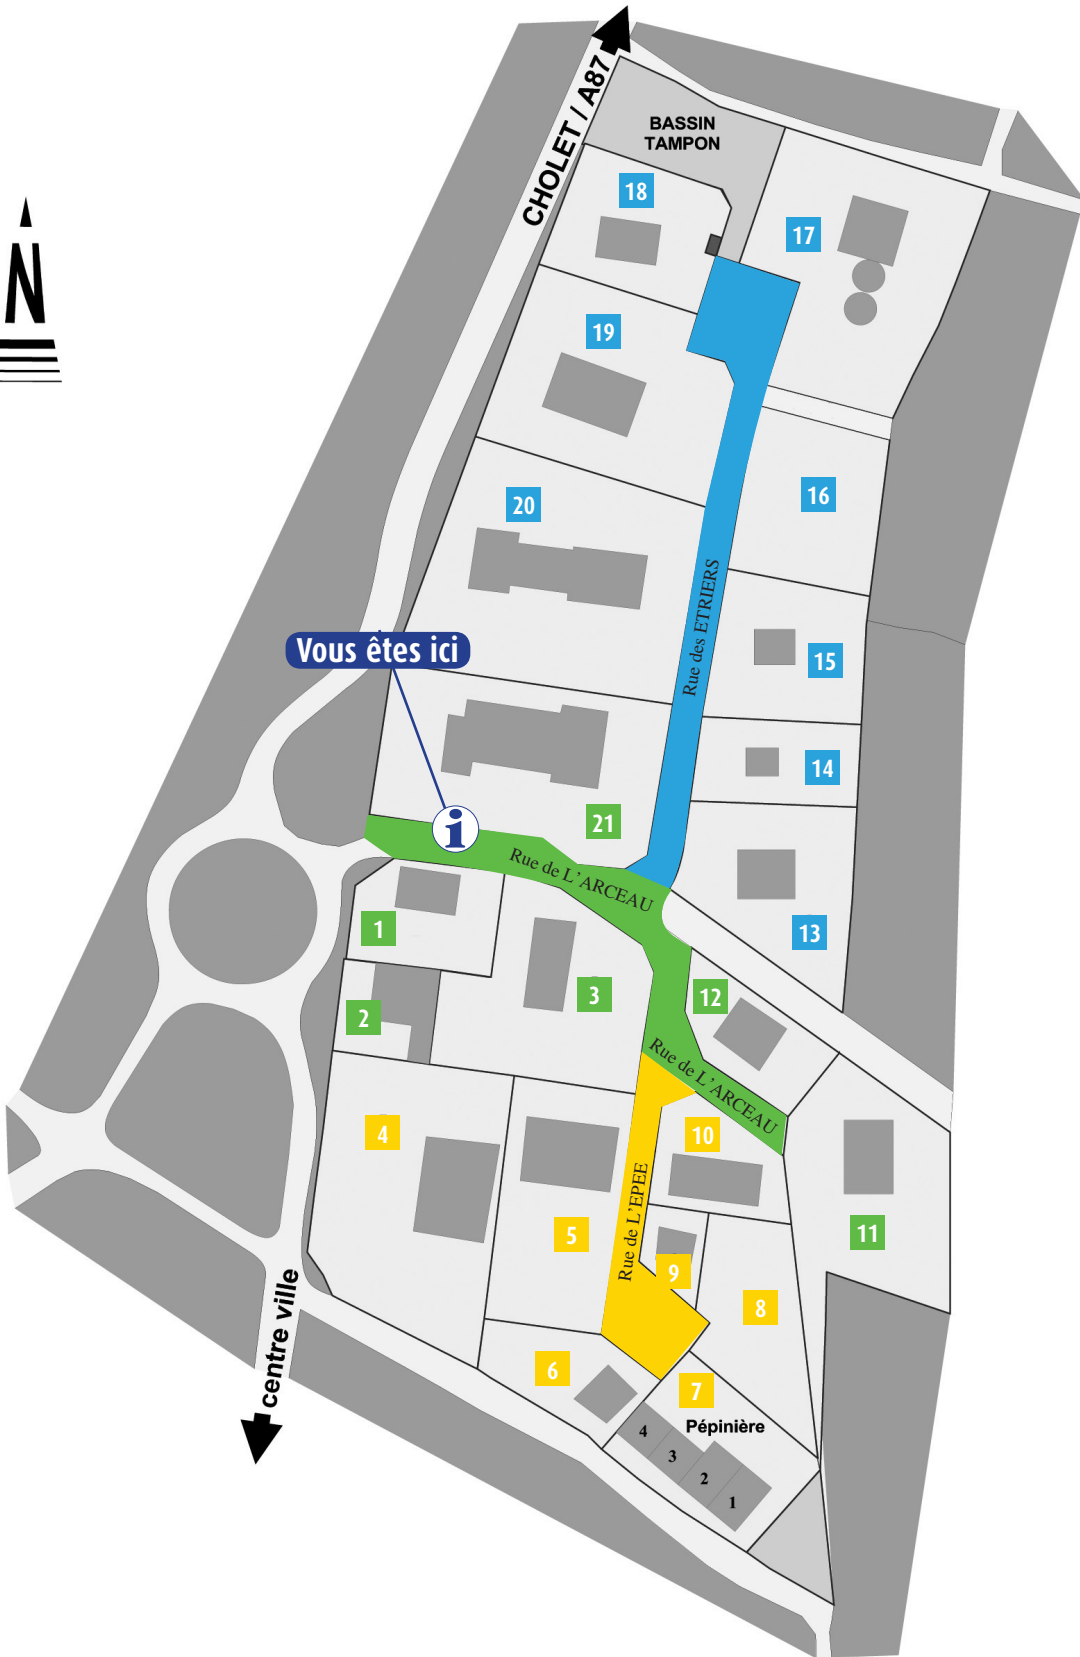 CHOLET / A87
BASSIN
TAMPON
18
17
N
19
20
16
Rue des ETRIERS
Vous êtes ici
15
14
i
21
Rue de L'ARCEAU
1
13
3
12
2
Rue de L'ARCEAU
4
10
5
Rue de L'EPEE
11
9
8
centre ville
6
7
Pépinière
4
3
2
1